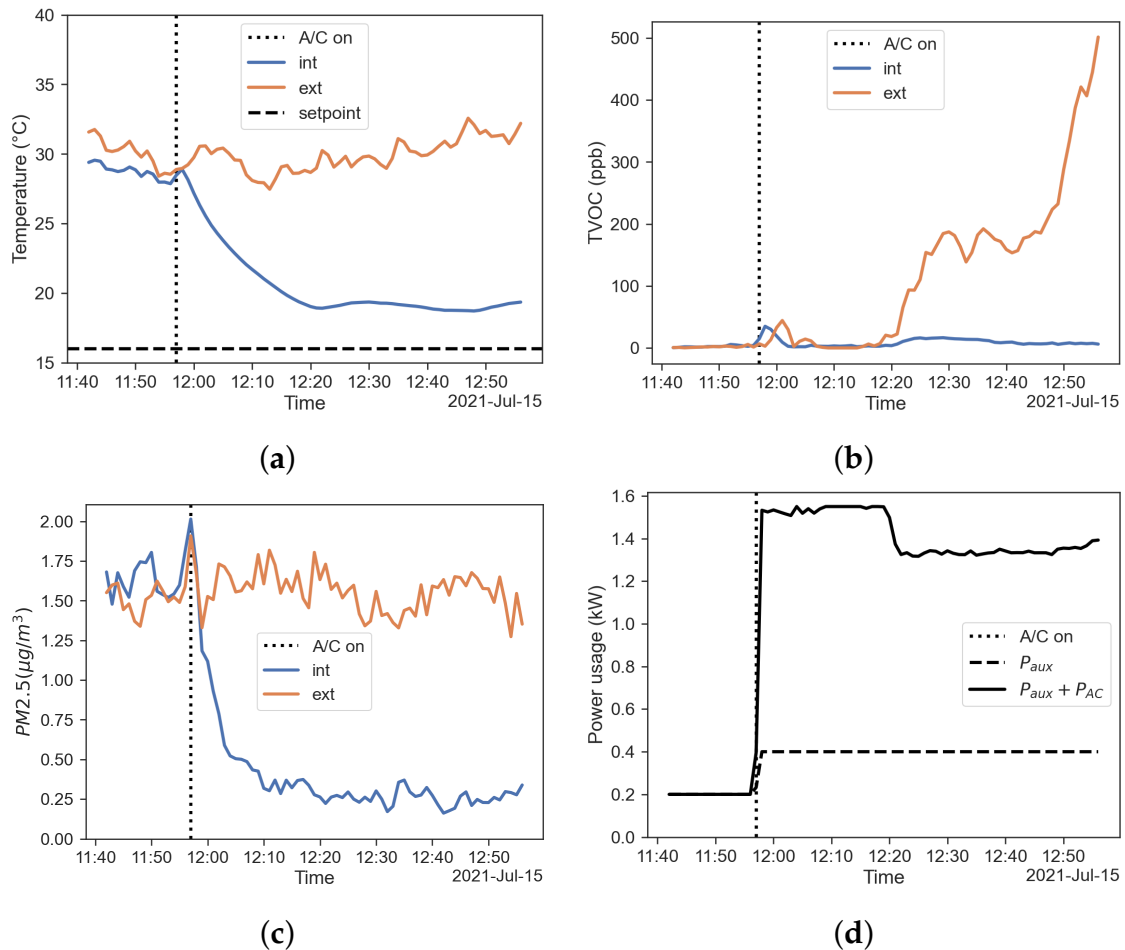 40
35
30
25
20
15
Temperature (°C)
A/C on
int
ext
setpoint
11:40 11:50 12:00 12:10 12:20 12:30 12:40 12:50
Time
2021-Jul-15
(a)
500
400
300
200
100
0
TVOC (ppb)
A/C on
int
ext
11:40 11:50 12:00 12:10 12:20 12:30 12:40 12:50
Time
2021-Jul-15
(b)
2.00
1.75
1.50
1.25
1.00
0.75
0.50
0.25
0.00
PM2.5(μg/m³)
A/C on
int
ext
11:40 11:50 12:00 12:10 12:20 12:30 12:40 12:50
Time
2021-Jul-15
(c)
1.6
1.4
1.2
1.0
0.8
0.6
0.4
0.2
0.0
Power usage (kW)
A/C on
P_aux
P_aux + P_AC
11:40 11:50 12:00 12:10 12:20 12:30 12:40 12:50
Time
2021-Jul-15
(d)